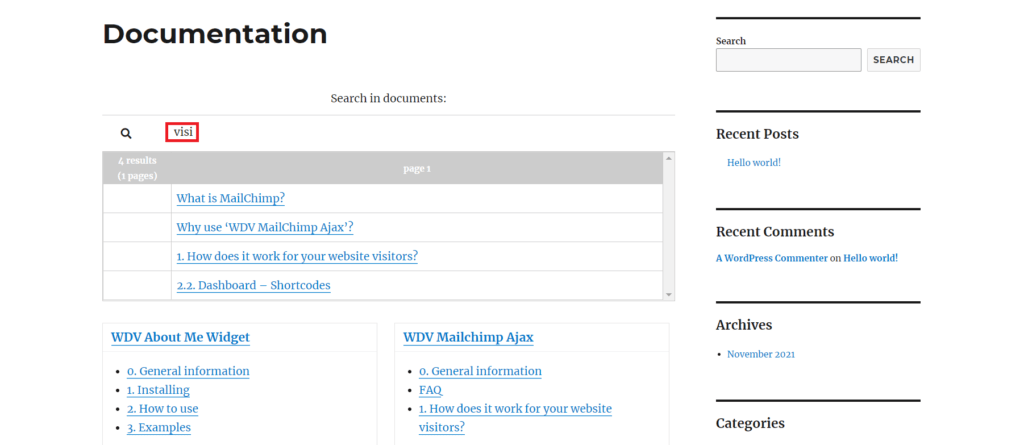 Documentation
Search in documents:
visi
4 results
(1 pages)
page 1
What is MailChimp?
Why use ‘WDV MailChimp Ajax’?
1. How does it work for your website visitors?
2.2. Dashboard – Shortcodes
WDV About Me Widget
0. General information
1. Installing
2. How to use
3. Examples
WDV Mailchimp Ajax
0. General information
FAQ
1. How does it work for your website
visitors?
Search
SEARCH
Recent Posts
Hello world!
Recent Comments
A WordPress Commenter on Hello world!
Archives
November 2021
Categories